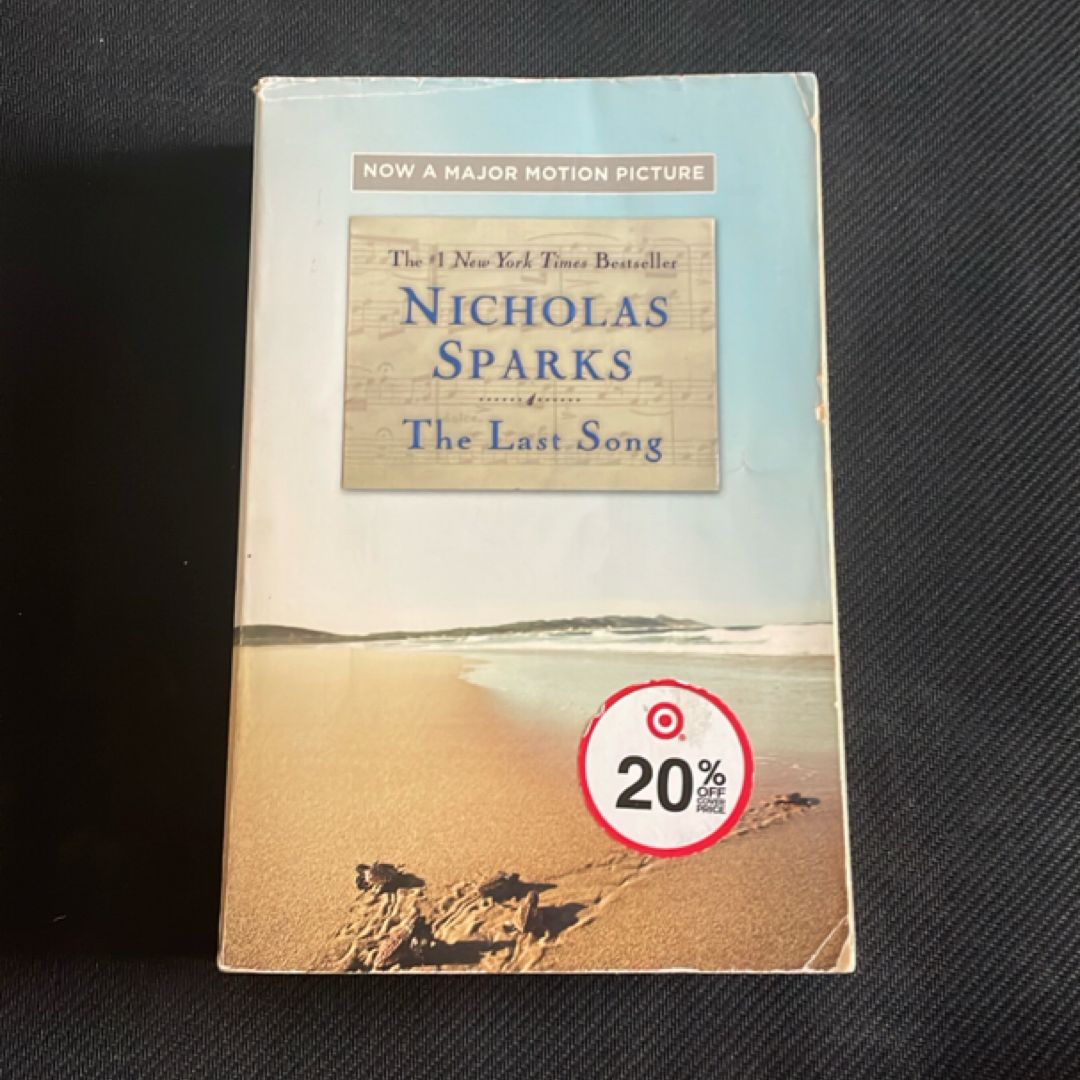 NOW A MAJOR MOTION PICTURE
The #1 New York Times Bestseller
NICHOLAS
SPARKS
The Last Song
20%
OFF
COVER
PRICE